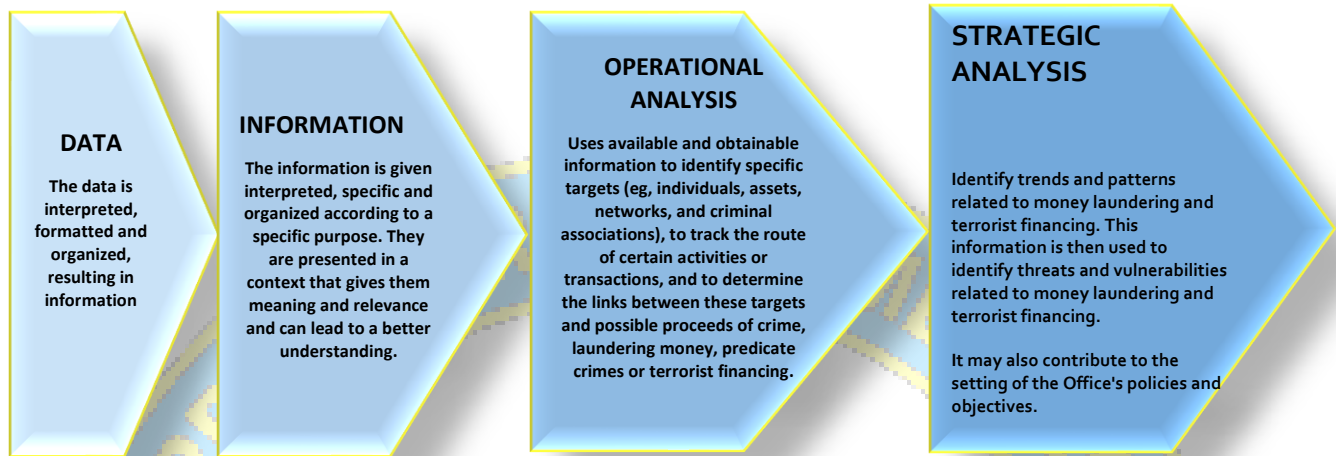 DATA
The data is
interpreted,
formatted and
organized,
resulting in
information
INFORMATION
The information is given
interpreted, specific and
organized according to a
specific purpose. They
are presented in a
context that gives them
meaning and relevance
and can lead to a better
understanding.
OPERATIONAL
ANALYSIS
Uses available and obtainable
information to identify specific
targets (eg, individuals, assets,
networks, and criminal
associations), to track the route
of certain activities or
transactions, and to determine
the links between these targets
and possible proceeds of crime,
laundering money, predicate
crimes or terrorist financing.
STRATEGIC
ANALYSIS
Identify trends and patterns
related to money laundering and
terrorist financing. This
information is then used to
identify threats and vulnerabilities
related to money laundering and
terrorist financing.
It may also contribute to the
setting of the Office's policies and
objectives.